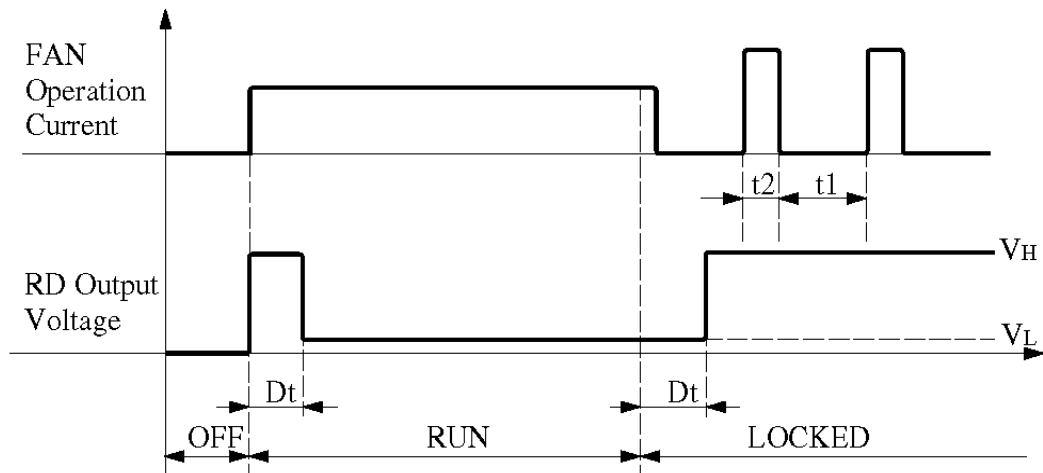 FAN
Operation
Current
t2
t1
VH
RD Output
Voltage
VL
Dt
Dt
OFF
RUN
LOCKED